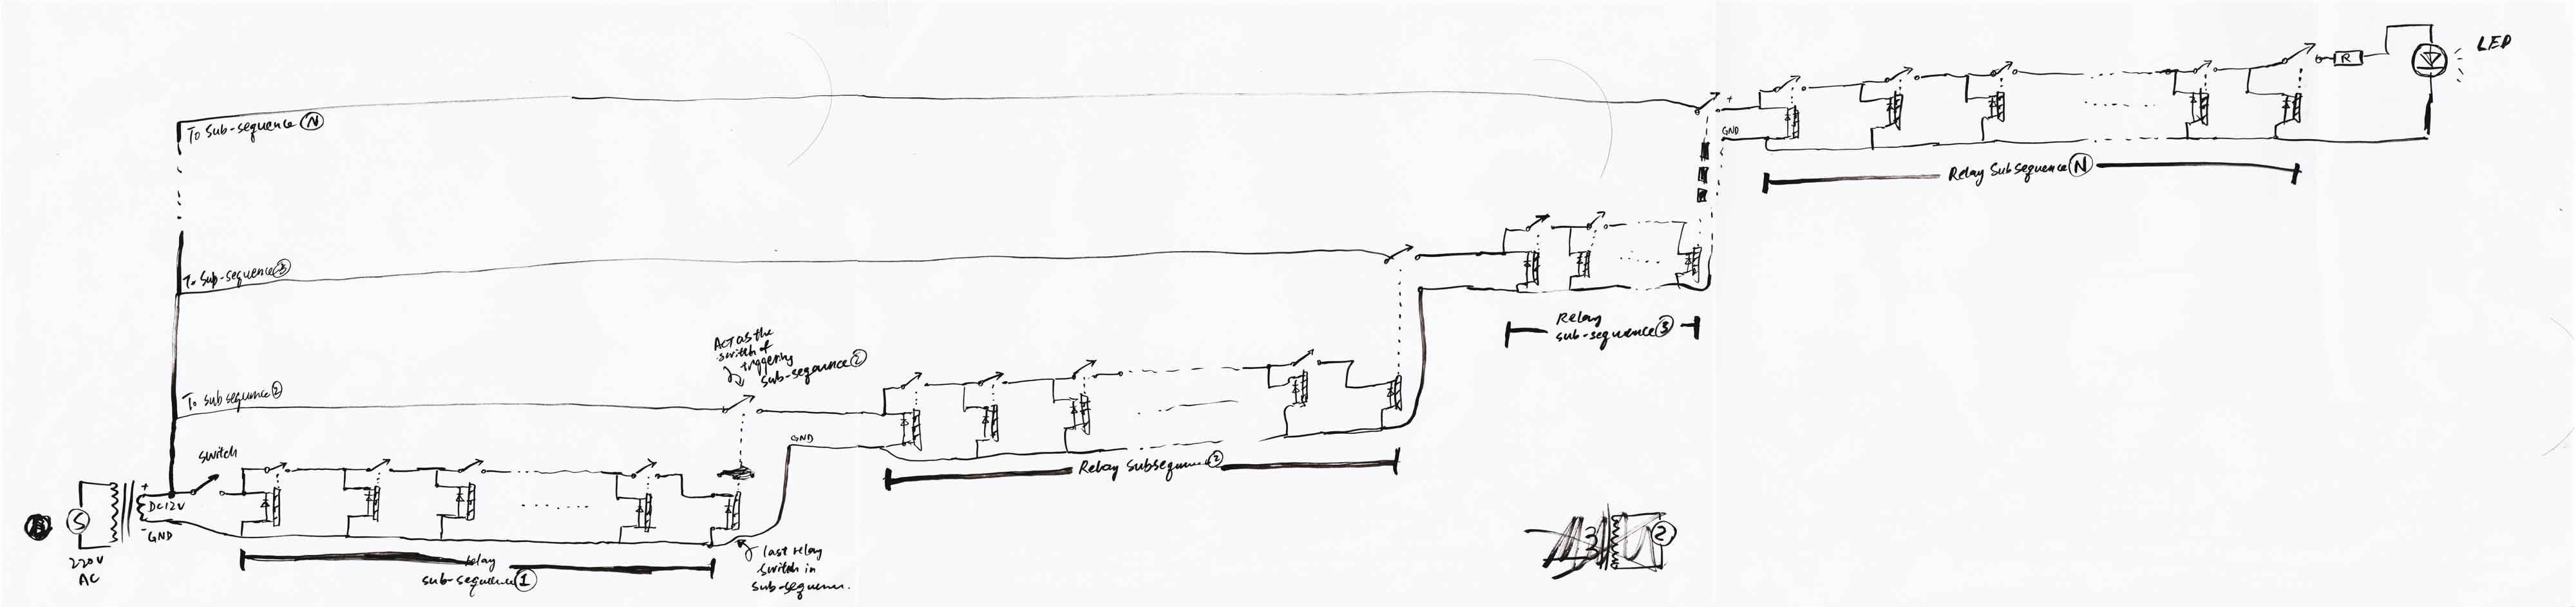 LED
R
+
GND
To Sub-sequence N
Relay Subsequence N
To Sub-sequence 3
Relay
sub-sequence 3
Act as the
switch of
triggering
sub-sequence 2
To Subsequence 2
GND
Relay Subsequence 2
Switch
+
DC12V
-
GND
S
220V
AC
relay
sub-sequence 1
last relay
switch in
sub-sequence.
2